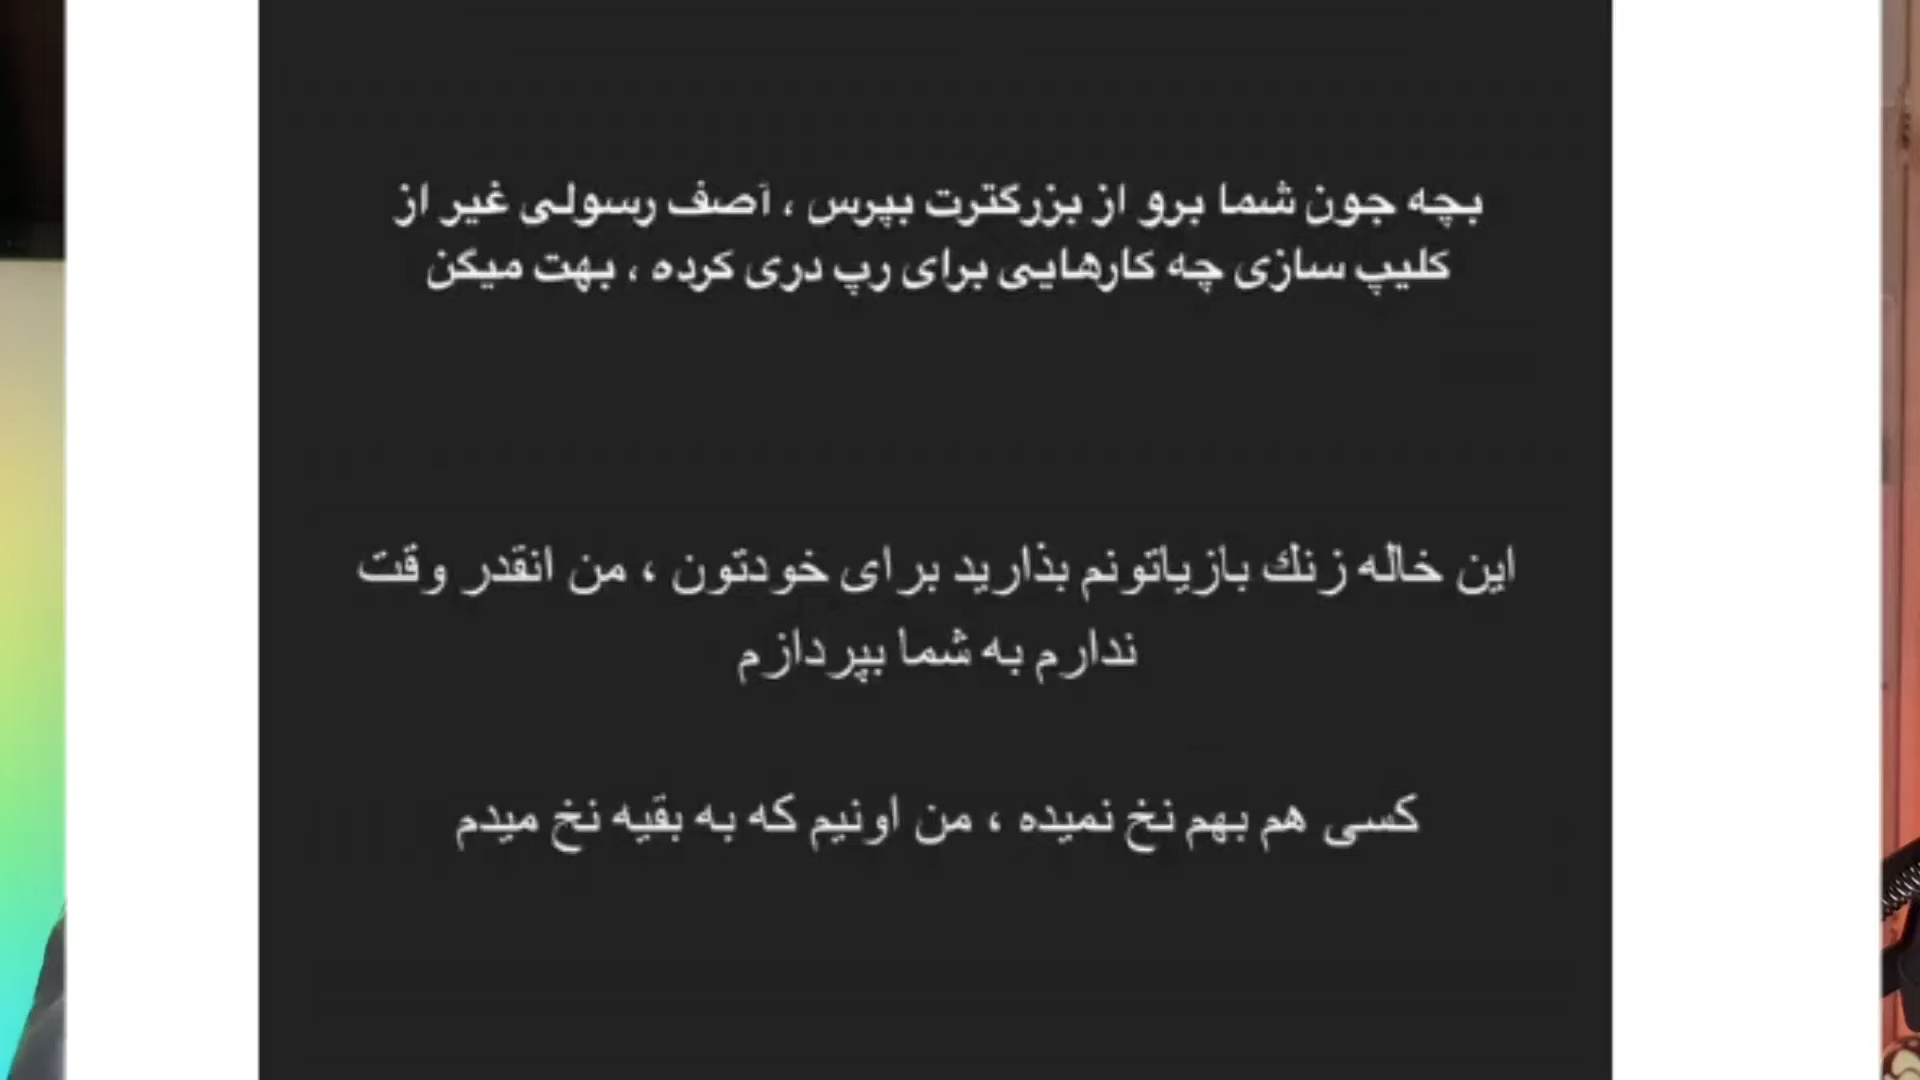 بچه جون شما برو از بزرگترت بپرس ، آصف رسولی غیر از
کلیپ سازی چه کارهایی برای رپ دری کرده ، بهت میگن
این خاله زنك بازیاتونم بذارید برای خودتون ، من انقدر وقت
ندارم به شما بپردازم
کسی هم بهم نخ نمیده ، من اونیم که به بقیه نخ میدم